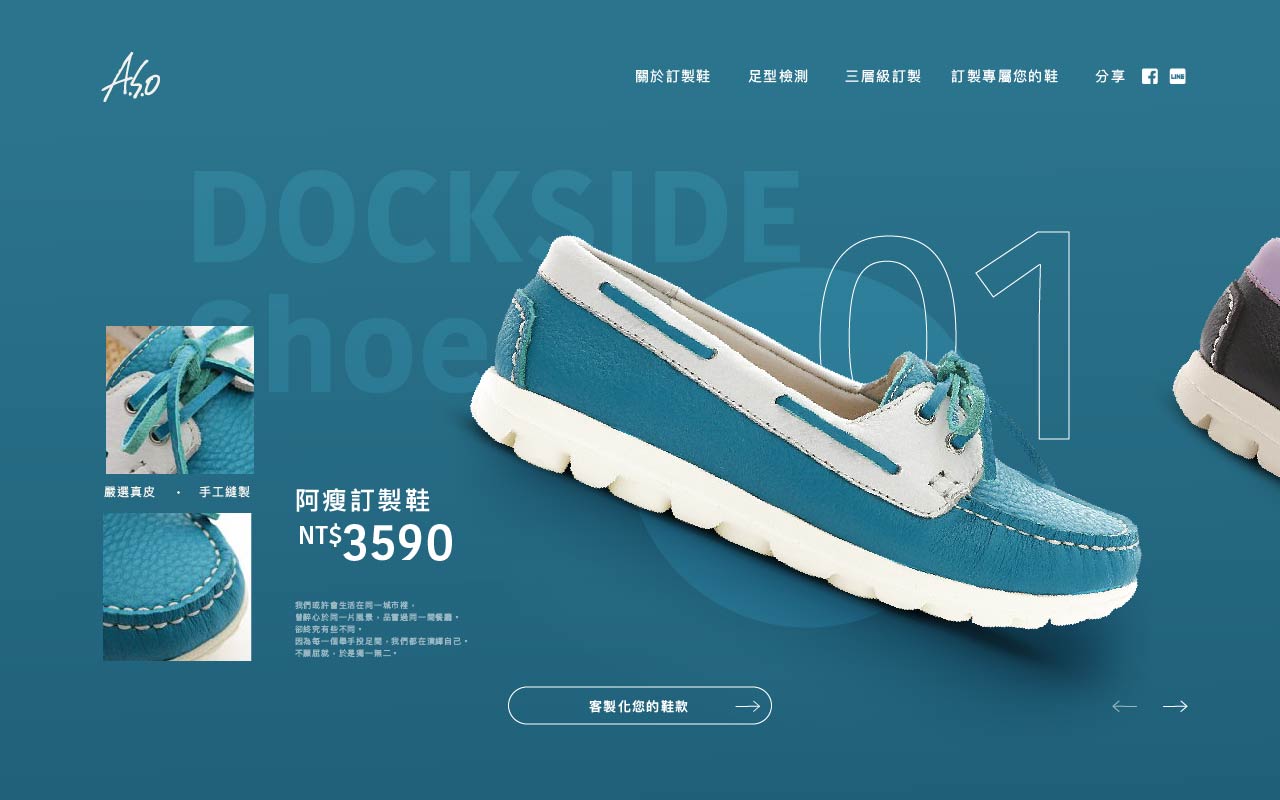 A.S.O
關於訂製鞋 足型檢測 三層級訂製 訂製專屬您的鞋 分享 LINE
DOCKSIDE
Shoe
01
嚴選真皮 · 手工縫製
阿瘦訂製鞋
NT$3590
我們或許會生活在同一城市裡，
曾醉心於同一片風景，品嘗過同一間餐廳。
卻終究有些不同。
因為每一個舉手投足間，我們都在演繹自己。
不願屈就，於是獨一無二。
客製化您的鞋款